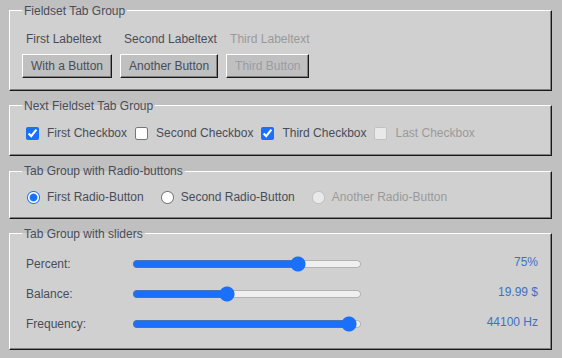 Fieldset Tab Group
First Labeltext Second Labeltext Third Labeltext
With a Button Another Button Third Button
Next Fieldset Tab Group
First Checkbox Second Checkbox Third Checkbox Last Checkbox
Tab Group with Radio-buttons
First Radio-Button Second Radio-Button Another Radio-Button
Tab Group with sliders
Percent: 75%
Balance: 19.99 $
Frequency: 44100 Hz